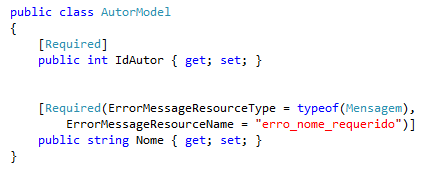 public class AutorModel
{
    [Required]
    public int IdAutor { get; set; }
    [Required(ErrorMessageResourceType = typeof(Mensagem),
        ErrorMessageResourceName = "erro_nome_requerido")]
    public string Nome { get; set; }
}